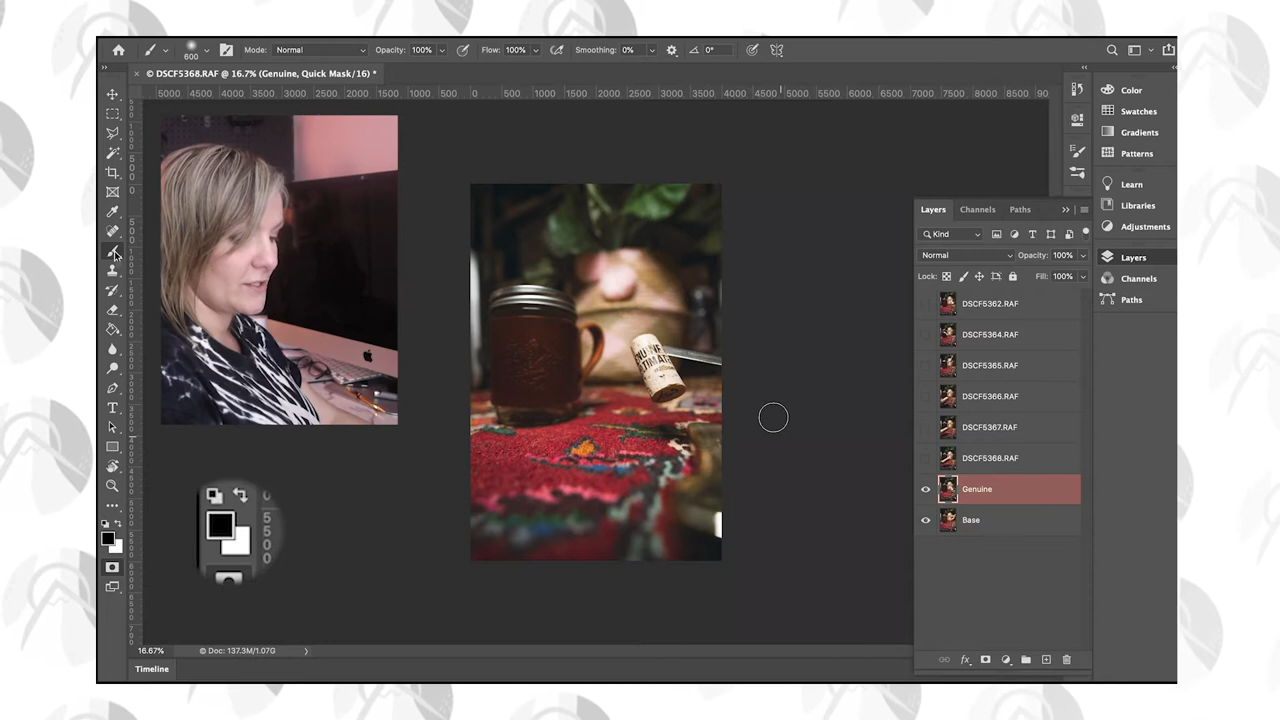 600
Mode: Normal
Opacity: 100%
Flow: 100%
Smoothing: 0%
0°
© DSCF5368.RAF @ 16.7% (Genuine, Quick Mask/16) *
5000 4500 4000 3500 3000 2500 2000 1500 1000 500 0 500 1000 1500 2000 2500 3000 3500 4000 4500 5000 5500 6000 6500 7000 7500 8000 8500 90
Color
Swatches
Gradients
Patterns
Learn
Libraries
Adjustments
Layers
Channels
Paths
Layers Channels Paths
Kind
Normal
Opacity: 100%
Lock:
Fill: 100%
DSCF5362.RAF
DSCF5364.RAF
DSCF5365.RAF
DSCF5366.RAF
DSCF5367.RAF
DSCF5368.RAF
Genuine
Base
fx
16.67%
© Doc: 137.3M/1.07G
Timeline